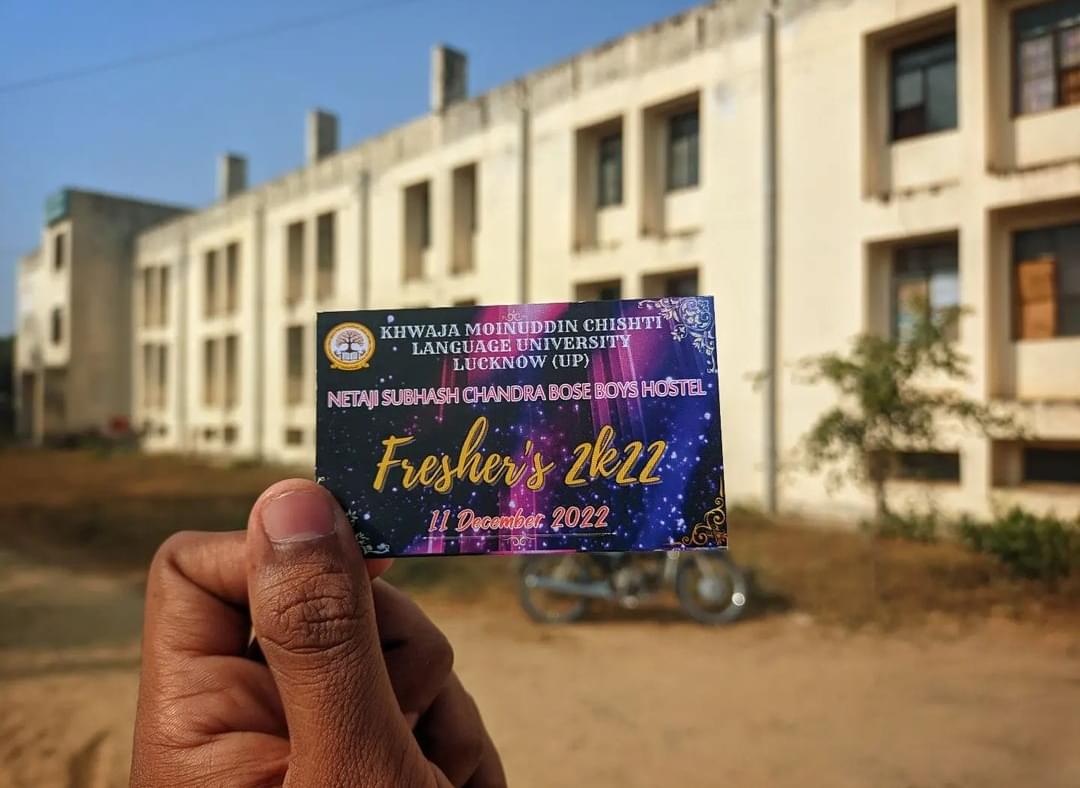 KHWAJA MOINUDDIN CHISHTI
LANGUAGE UNIVERSITY
LUCKNOW (UP)
NETAJI SUBHASH CHANDRA BOSE BOYS HOSTEL
Fresher's 2k22
11 December 2022